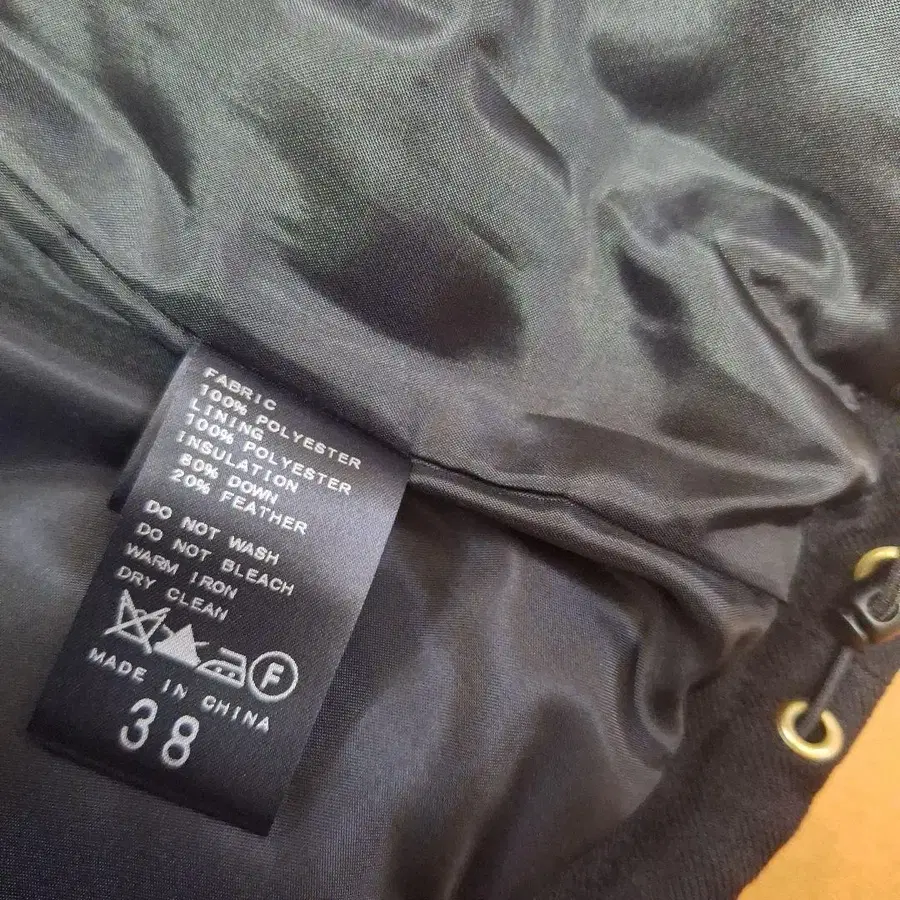 FABRIC
100% POLYESTER
LINING
100% POLYESTER
INSULATION
80% DOWN
20% FEATHER
DO NOT WASH
DO NOT BLEACH
WARM IRON
DRY CLEAN
F
MADE IN CHINA
38